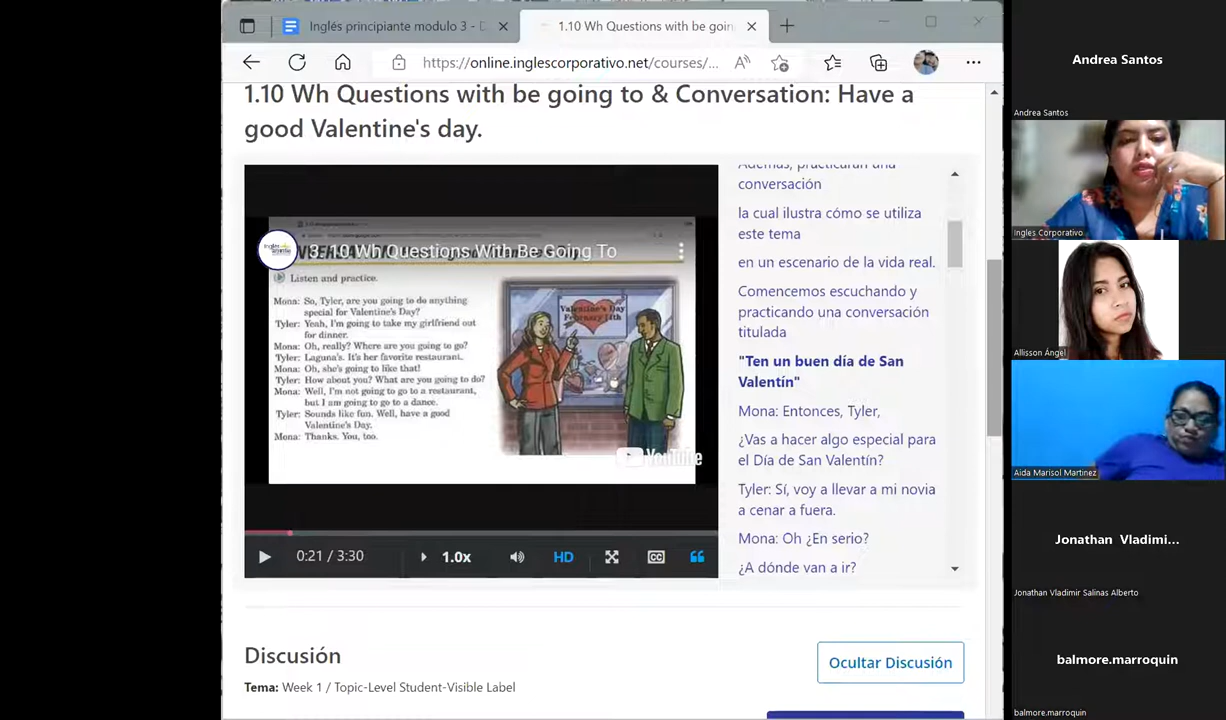 Inglés principiante modulo 3 - D
1.10 Wh Questions with be goin
https://online.inglescorporativo.net/courses/...
1.10 Wh Questions with be going to & Conversation: Have a
good Valentine's day.
3. 10 Wh Questions With Be Going To
Listen and practice.
Mona: So, Tyler, are you going to do anything
special for Valentine's Day?
Tyler: Yeah, I'm going to take my girlfriend out
for dinner.
Mona: Oh, really? Where are you going to go?
Tyler: Laguna's. It's her favorite restaurant.
Mona: Oh, she's going to like that!
Tyler: How about you? What are you going to do?
Mona: Well, I'm not going to go to a restaurant,
but I am going to go to a dance.
Tyler: Sounds like fun. Well, have a good
Valentine's Day.
Mona: Thanks. You, too.
Valentine's Day
February 14th
YouTube
0:21 / 3:30
1.0x
HD
CC
Además, practicarán una
conversación
la cual ilustra cómo se utiliza
este tema
en un escenario de la vida real.
Comencemos escuchando y
practicando una conversación
titulada
"Ten un buen día de San
Valentín"
Mona: Entonces, Tyler,
¿Vas a hacer algo especial para
el Día de San Valentín?
Tyler: Sí, voy a llevar a mi novia
a cenar a fuera.
Mona: Oh ¿En serio?
¿A dónde van a ir?
Discusión
Ocultar Discusión
Tema: Week 1 / Topic-Level Student-Visible Label
Andrea Santos
Andrea Santos
Ingles Corporativo
Allisson Ángel
Aida Marisol Martinez
Jonathan Vladimi...
Jonathan Vladimir Salinas Alberto
balmore.marroquin
balmore.marroquin